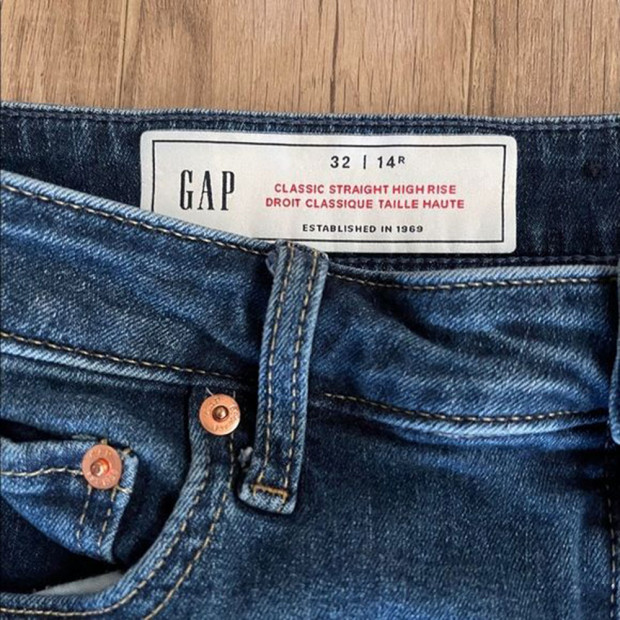 GAP
32 | 14R
CLASSIC STRAIGHT HIGH RISE
DROIT CLASSIQUE TAILLE HAUTE
ESTABLISHED IN 1969